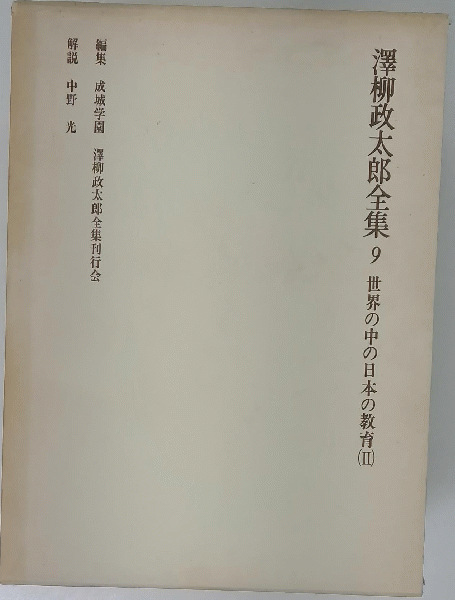 澤柳政太郎全集 9 世界の中の日本の教育(II)
編集 成城学園 澤柳政太郎全集刊行会
解説 中野 光